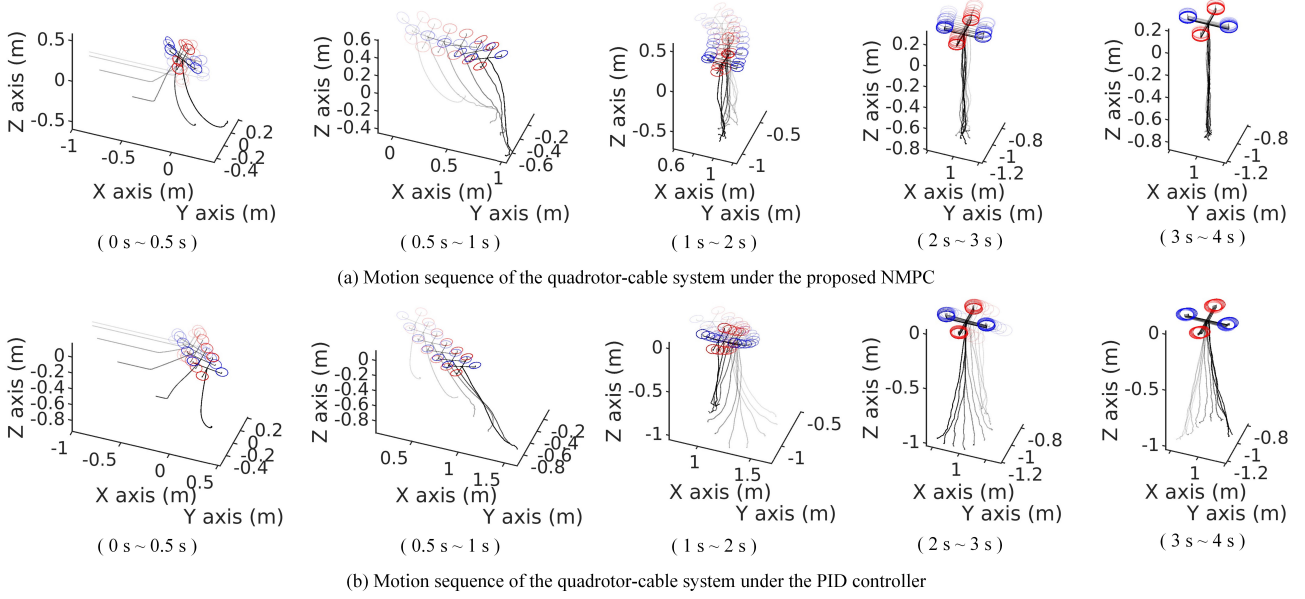 0.5
0
-0.5
Z axis (m)
-1
-0.5
0
0.2
0
-0.2
-0.4
X axis (m)
Y axis (m)
( 0 s ~ 0.5 s )
0.6
0.4
0.2
0
-0.2
-0.4
Z axis (m)
0
0.5
1
-0.2
-0.4
-0.6
X axis (m)
Y axis (m)
( 0.5 s ~ 1 s )
0.5
0
-0.5
Z axis (m)
0.6
1
-0.5
-1
X axis (m)
Y axis (m)
( 1 s ~ 2 s )
0.2
0
-0.2
-0.4
-0.6
-0.8
Z axis (m)
1
-0.8
-1
-1.2
X axis (m)
Y axis (m)
( 2 s ~ 3 s )
0.2
0
-0.2
-0.4
-0.6
-0.8
Z axis (m)
1
-0.8
-1
-1.2
X axis (m)
Y axis (m)
( 3 s ~ 4 s )
(a) Motion sequence of the quadrotor-cable system under the proposed NMPC
0
-0.2
-0.4
-0.6
-0.8
Z axis (m)
-1
-0.5
0
0.5
0.2
0
-0.2
-0.4
X axis (m)
Y axis (m)
( 0 s ~ 0.5 s )
0
-0.2
-0.4
-0.6
-0.8
Z axis (m)
0.5
1
1.5
-0.2
-0.4
-0.6
-0.8
X axis (m)
Y axis (m)
( 0.5 s ~ 1 s )
0
-0.5
-1
Z axis (m)
1
1.5
-0.5
-1
X axis (m)
Y axis (m)
( 1 s ~ 2 s )
0
-0.5
-1
Z axis (m)
1
-0.8
-1
-1.2
X axis (m)
Y axis (m)
( 2 s ~ 3 s )
0
-0.5
-1
Z axis (m)
1
-0.8
-1
-1.2
X axis (m)
Y axis (m)
( 3 s ~ 4 s )
(b) Motion sequence of the quadrotor-cable system under the PID controller